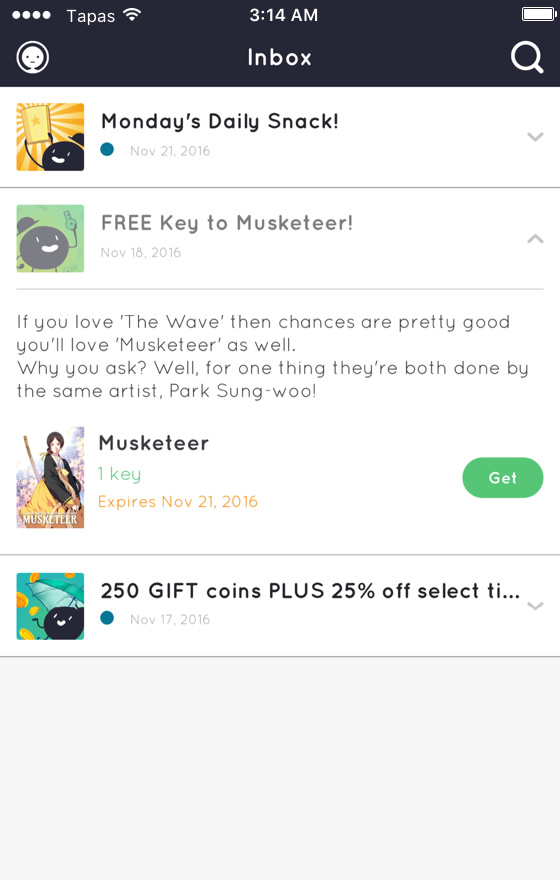 Tapas
3:14 AM
Inbox
Monday's Daily Snack!
Nov 21, 2016
FREE Key to Musketeer!
Nov 18, 2016
If you love 'The Wave' then chances are pretty good
you'll love 'Musketeer' as well.
Why you ask? Well, for one thing they're both done by
the same artist, Park Sung-woo!
MUSKETEER
Musketeer
1 key
Expires Nov 21, 2016
Get
250 GIFT coins PLUS 25% off select ti...
Nov 17, 2016